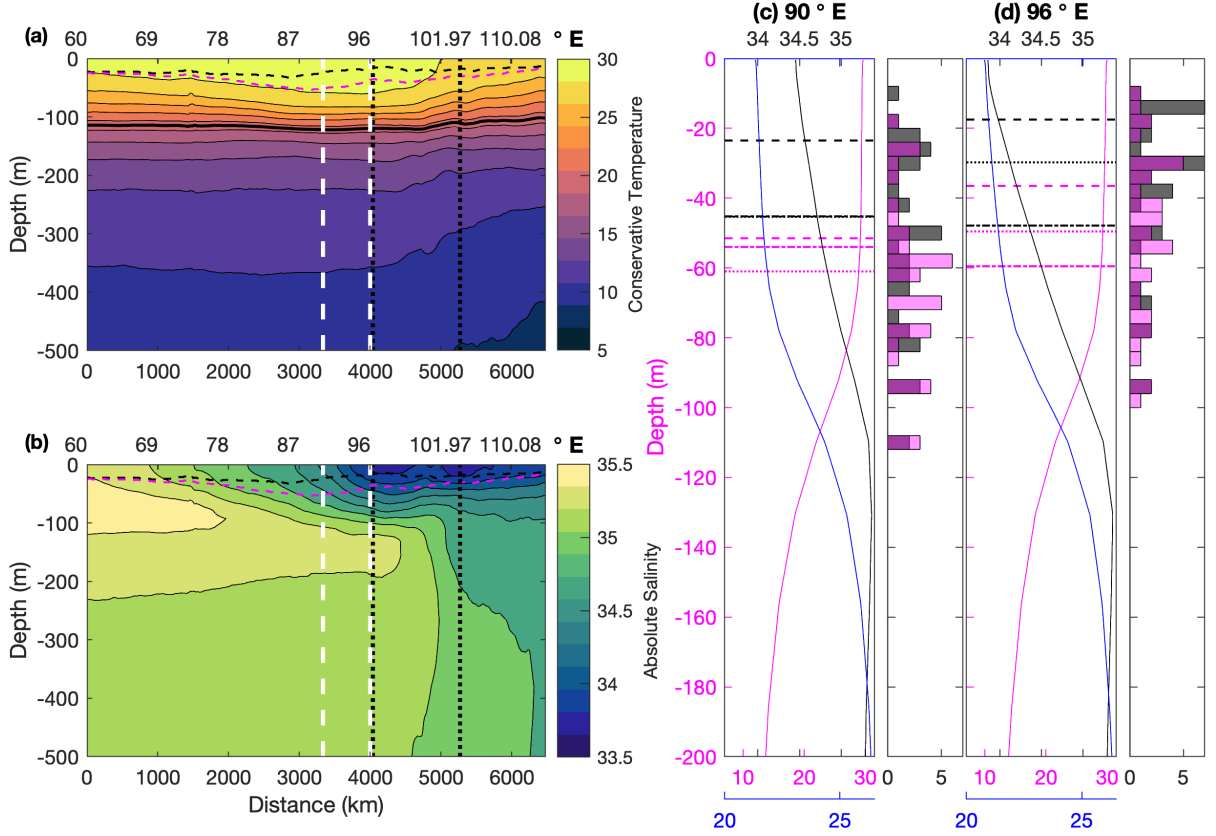 (a) 60 69 78 87 96 101.97 110.08 ° E
0
-100
-200
-300
-400
-500
Depth (m)
0 1000 2000 3000 4000 5000 6000
30
25
20
15
10
5
Conservative Temperature
(b) 60 69 78 87 96 101.97 110.08 ° E
0
-100
-200
-300
-400
-500
Depth (m)
0 1000 2000 3000 4000 5000 6000
Distance (km)
35.5
35
34.5
34
33.5
Absolute Salinity
(c) 90 ° E
34 34.5 35
0
-20
-40
-60
-80
-100
-120
-140
-160
-180
-200
Depth (m)
10 20 30
20 25
0 5
(d) 96 ° E
34 34.5 35
10 20 30
20 25
0 5